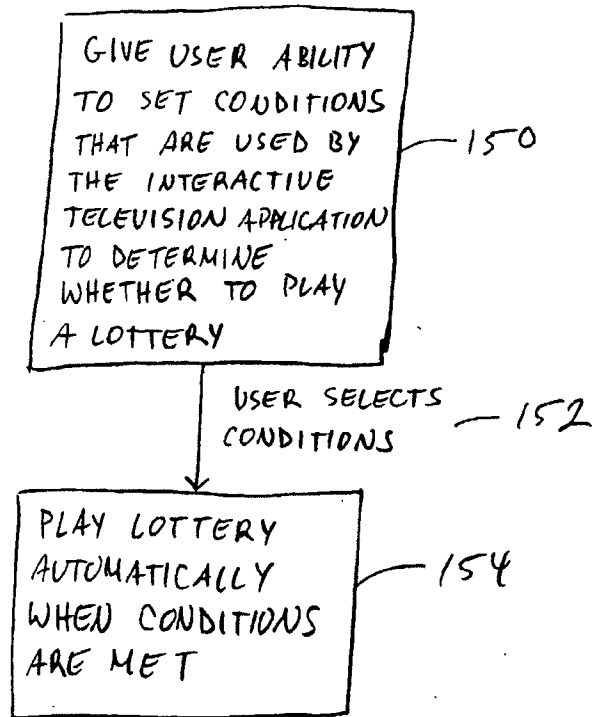 GIVE USER ABILITY
TO SET CONDITIONS
THAT ARE USED BY
THE INTERACTIVE
TELEVISION APPLICATION
TO DETERMINE
WHETHER TO PLAY
A LOTTERY
150
USER SELECTS
CONDITIONS
152
PLAY LOTTERY
AUTOMATICALLY
WHEN CONDITIONS
ARE MET
154